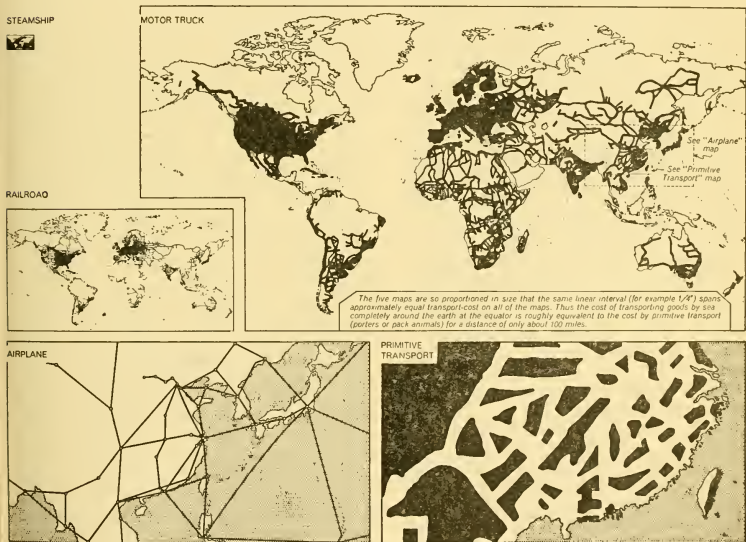 STEAMSHIP
MOTOR TRUCK
See "Airplane"
map
See "Primitive
Transport" map
RAILROAD
The five maps are so proportioned in size that the same linear interval (for example 1/4") spans
approximately equal transport-cost on all of the maps. Thus the cost of transporting goods by sea
completely around the earth at the equator is roughly equivalent to the cost by primitive transport
(porters or pack animals) for a distance of only about 100 miles.
AIRPLANE
PRIMITIVE
TRANSPORT